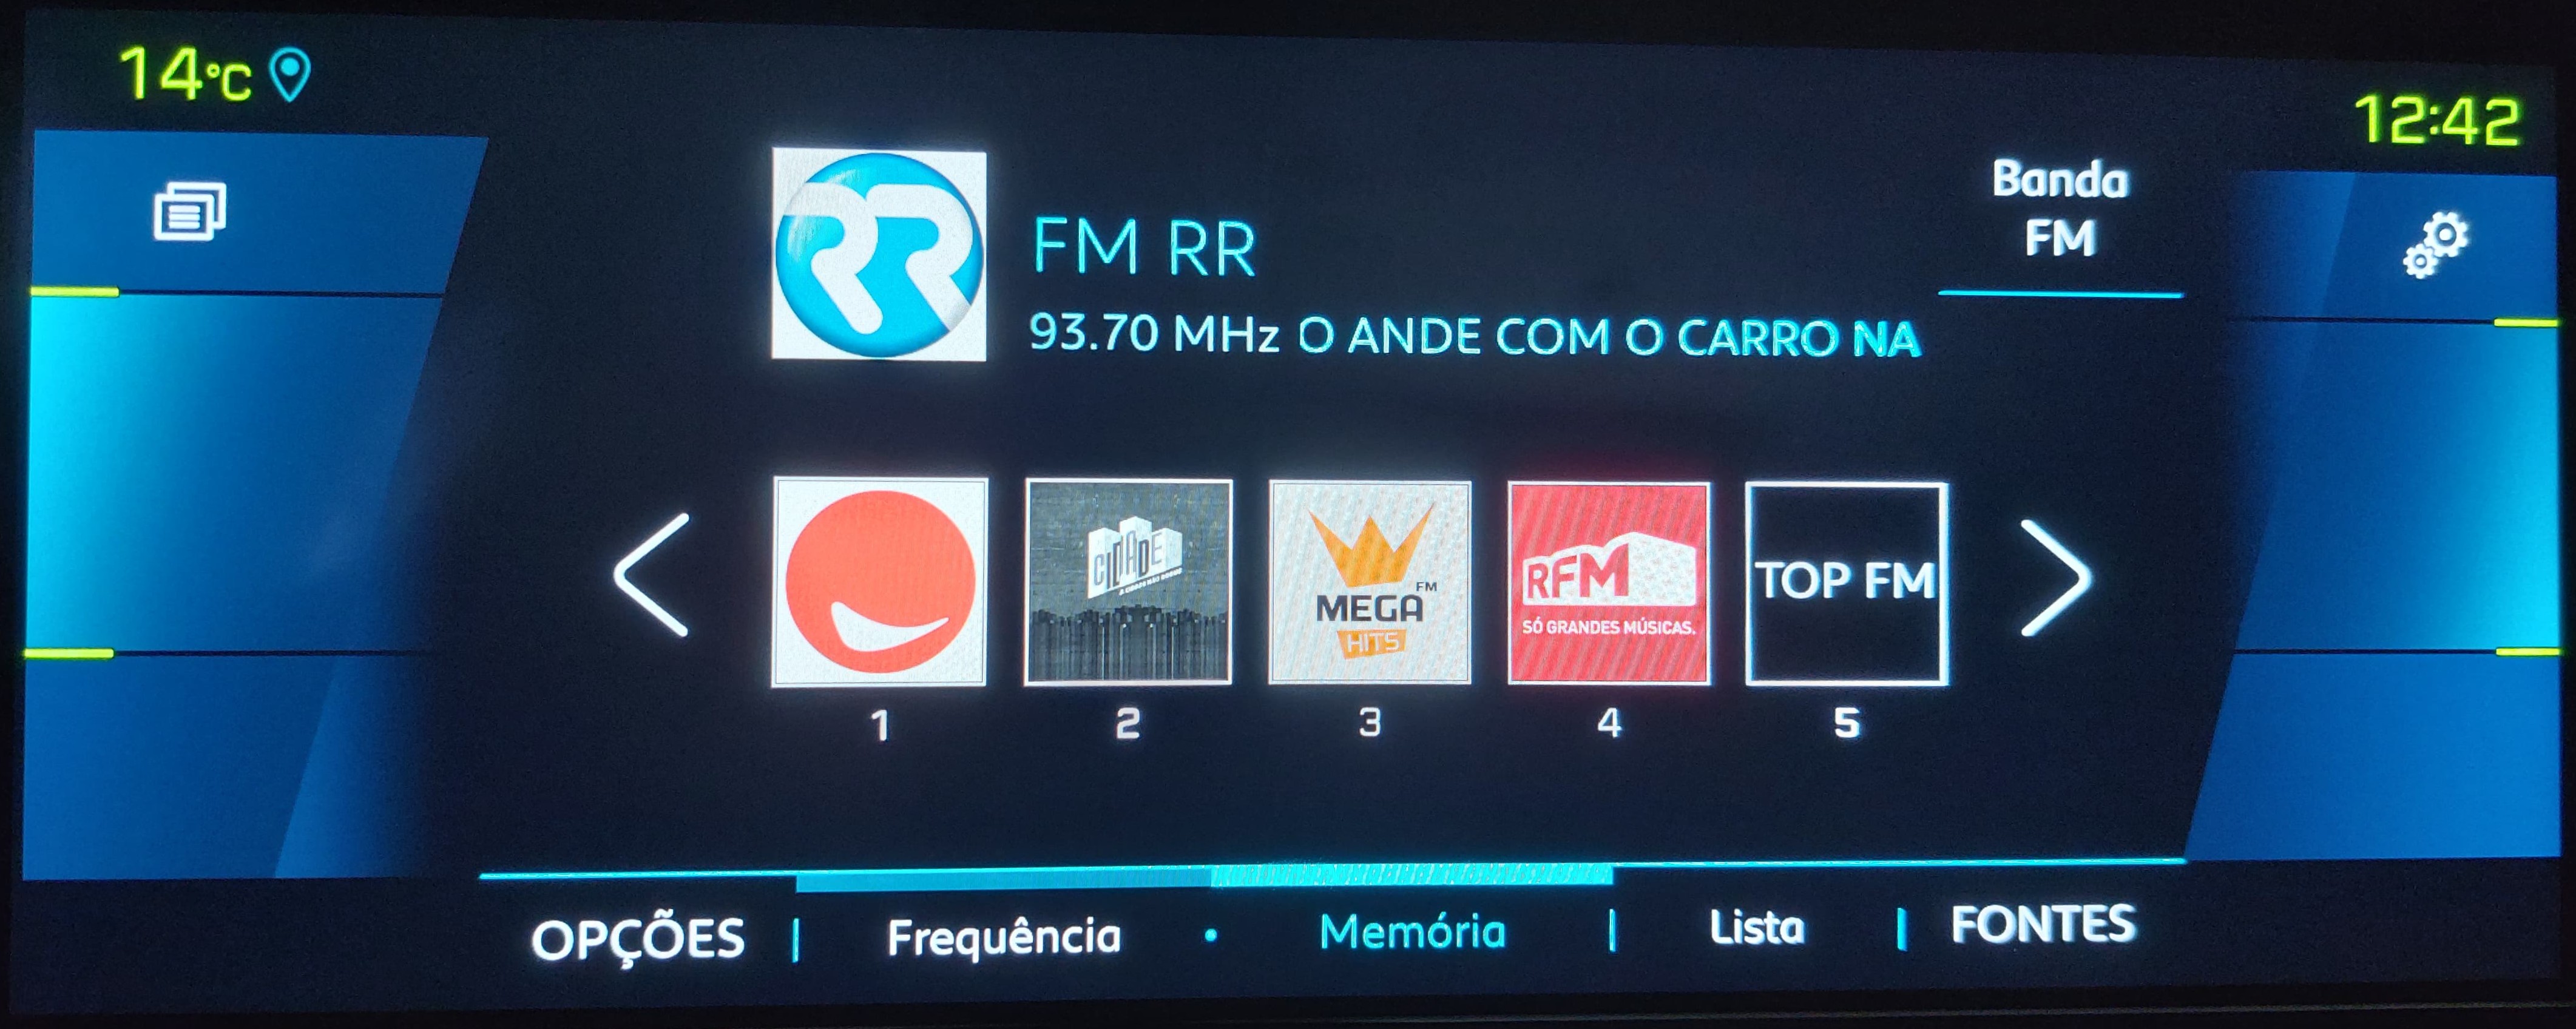 14°C
12:42
Banda
FM
RR
FM RR
93.70 MHz O ANDE COM O CARRO NA
CIDADE
MEGA FM
HITS
RFM
SÓ GRANDES MÚSICAS.
TOP FM
1
2
3
4
5
OPÇÕES
Frequência
Memória
Lista
FONTES